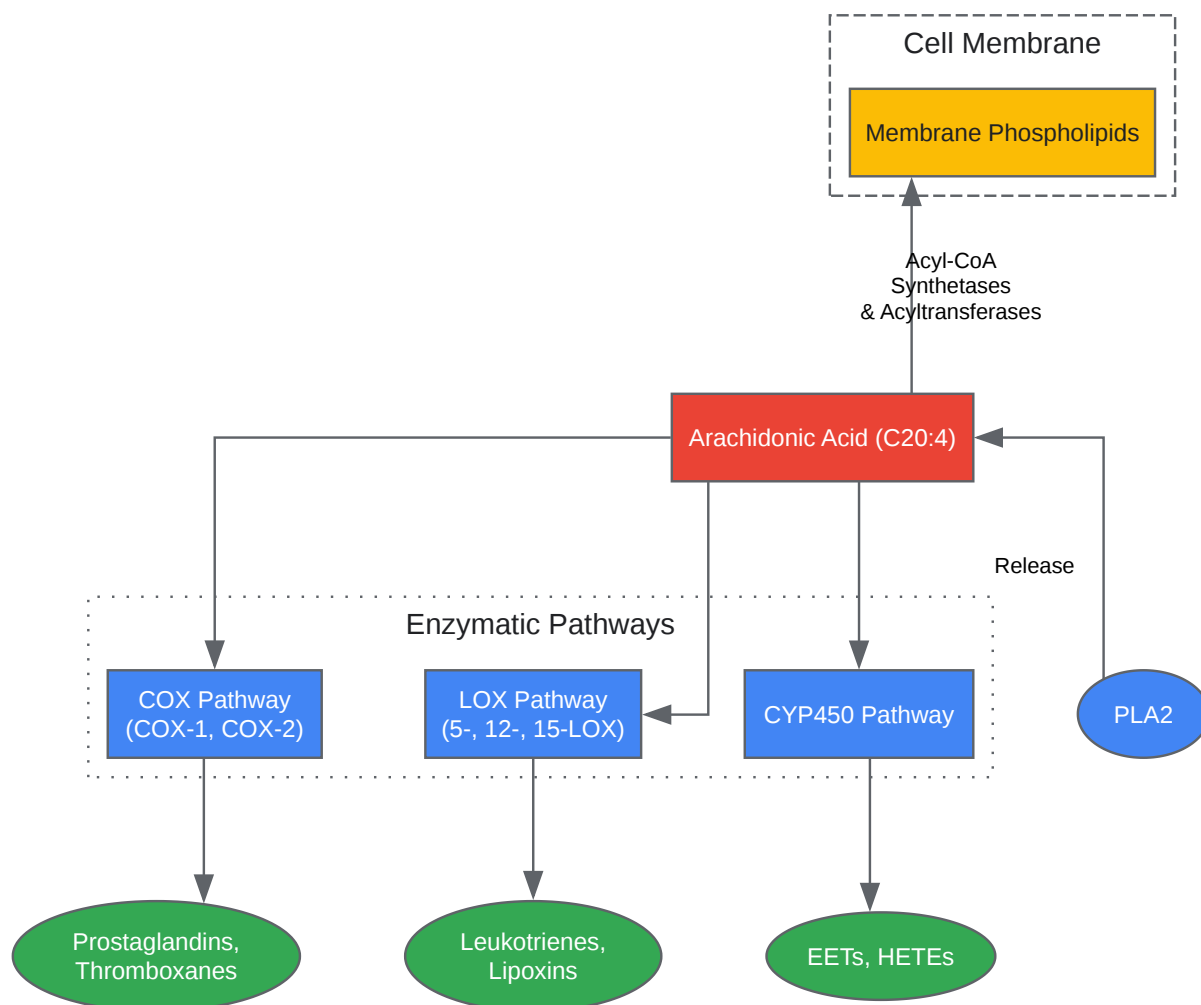 Cell Membrane
Membrane Phospholipids
Acyl-CoA
Synthetases
& Acyltransferases
Arachidonic Acid (C20:4)
Release
Enzymatic Pathways
COX Pathway
(COX-1, COX-2)
LOX Pathway
(5-, 12-, 15-LOX)
CYP450 Pathway
PLA2
Prostaglandins,
Thromboxanes
Leukotrienes,
Lipoxins
EETs, HETEs